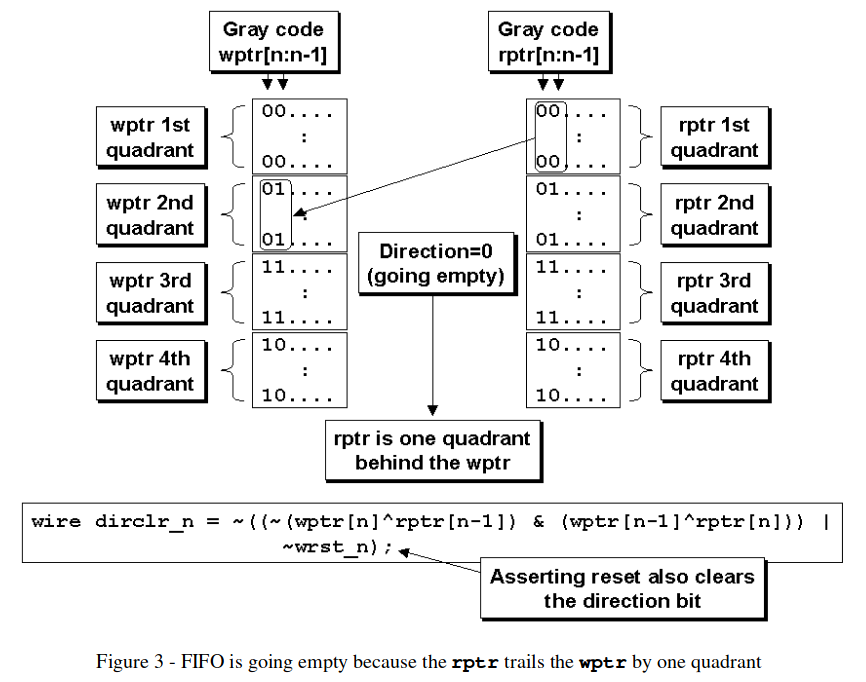 Gray code
wptr[n:n-1]
Gray code
rptr[n:n-1]
wptr 1st
quadrant
00....
:
00....
00....
:
00....
rptr 1st
quadrant
wptr 2nd
quadrant
01....
:
01....
01....
:
01....
rptr 2nd
quadrant
Direction=0
(going empty)
wptr 3rd
quadrant
11....
:
11....
11....
:
11....
rptr 3rd
quadrant
wptr 4th
quadrant
10....
:
10....
10....
:
10....
rptr 4th
quadrant
rptr is one quadrant
behind the wptr
wire dirclr_n = ~((~(wptr[n]^rptr[n-1]) & (wptr[n-1]^rptr[n])) |
~wrst_n);
Asserting reset also clears
the direction bit
Figure 3 - FIFO is going empty because the rptr trails the wptr by one quadrant